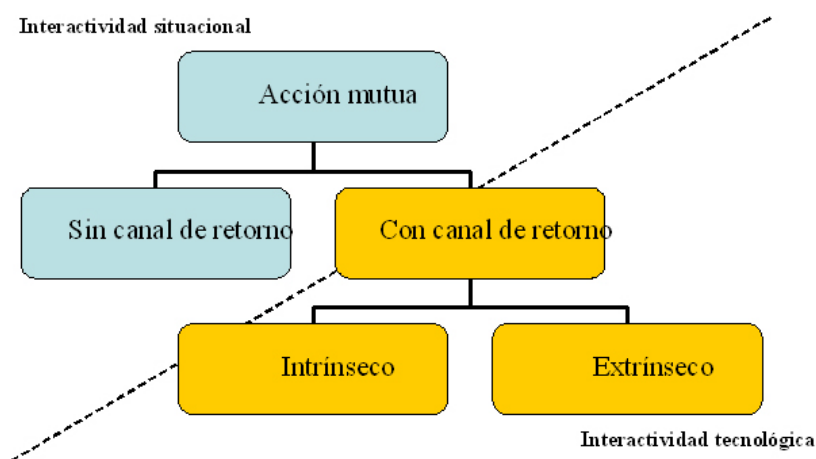 Interactividad situacional
Acción mutua
Sin canal de retorno
Con canal de retorno
Intrínseco
Extrínseco
Interactividad tecnológica